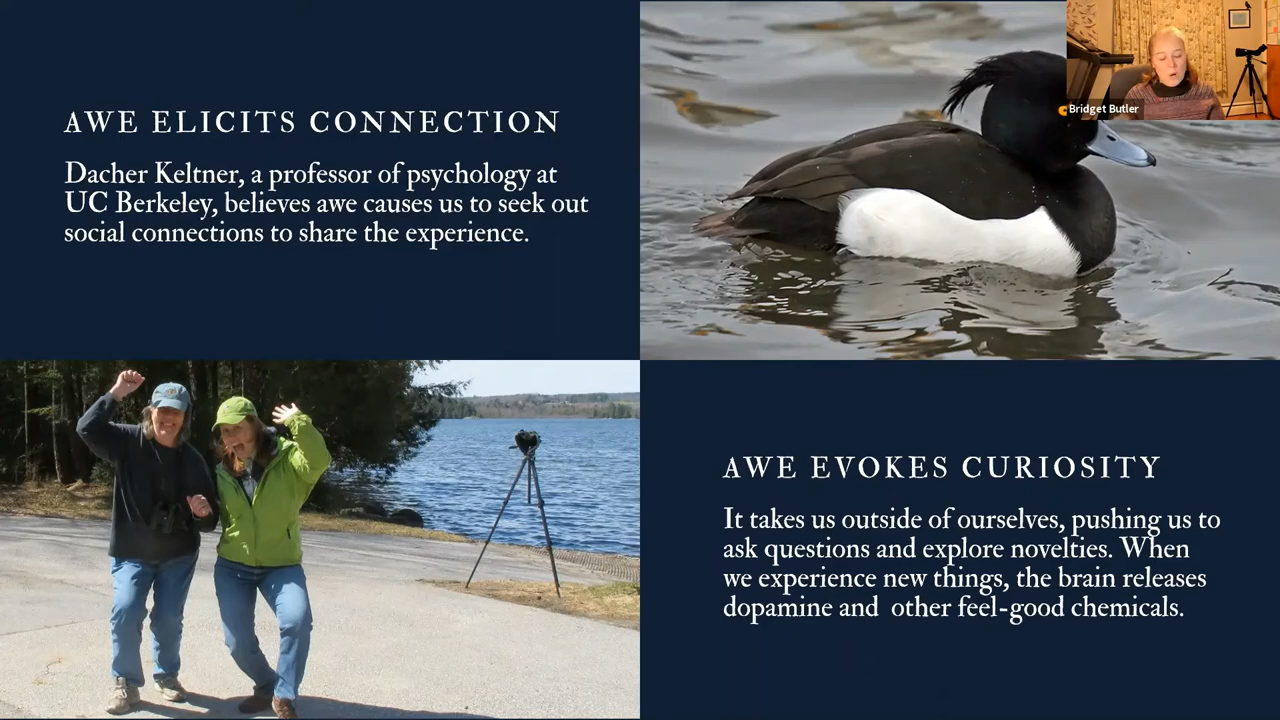 AWE ELICITS CONNECTION
Dacher Keltner, a professor of psychology at
UC Berkeley, believes awe causes us to seek out
social connections to share the experience.
Bridget Butler
AWE EVOKES CURIOSITY
It takes us outside of ourselves, pushing us to
ask questions and explore novelties. When
we experience new things, the brain releases
dopamine and  other feel-good chemicals.